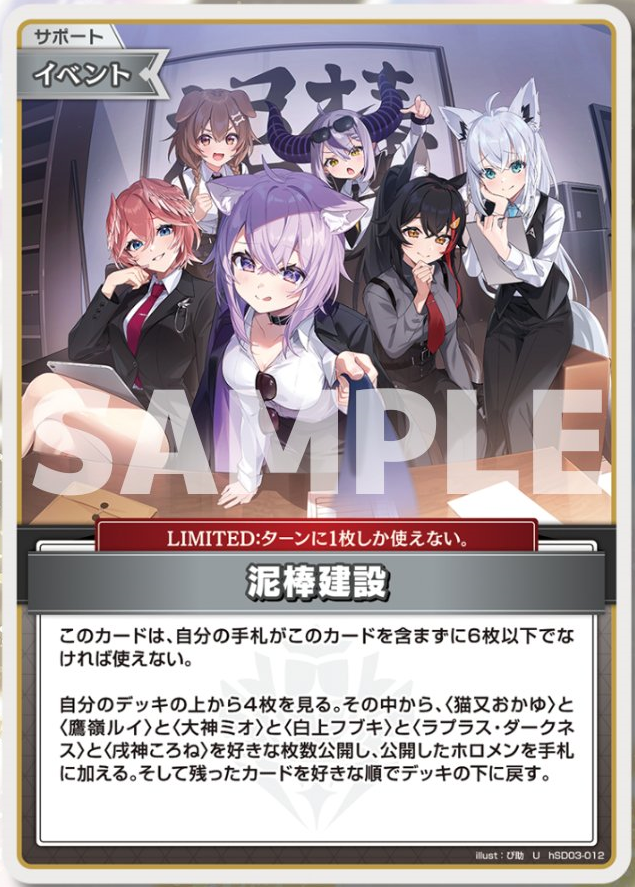 サポート
イベント
泥棒
SAMPLE
LIMITED:ターンに1枚しか使えない。
泥棒建設
このカードは、自分の手札がこのカードを含まずに6枚以下でな
ければ使えない。
自分のデッキの上から4枚を見る。その中から、〈猫又おかゆ〉と
〈鷹嶺ルイ〉と〈大神ミオ〉と〈白上フブキ〉と〈ラプラス・ダークネ
ス〉と〈戌神ころね〉を好きな枚数公開し、公開したホロメンを手札
に加える。そして残ったカードを好きな順でデッキの下に戻す。
illust：び助 U hSD03-012